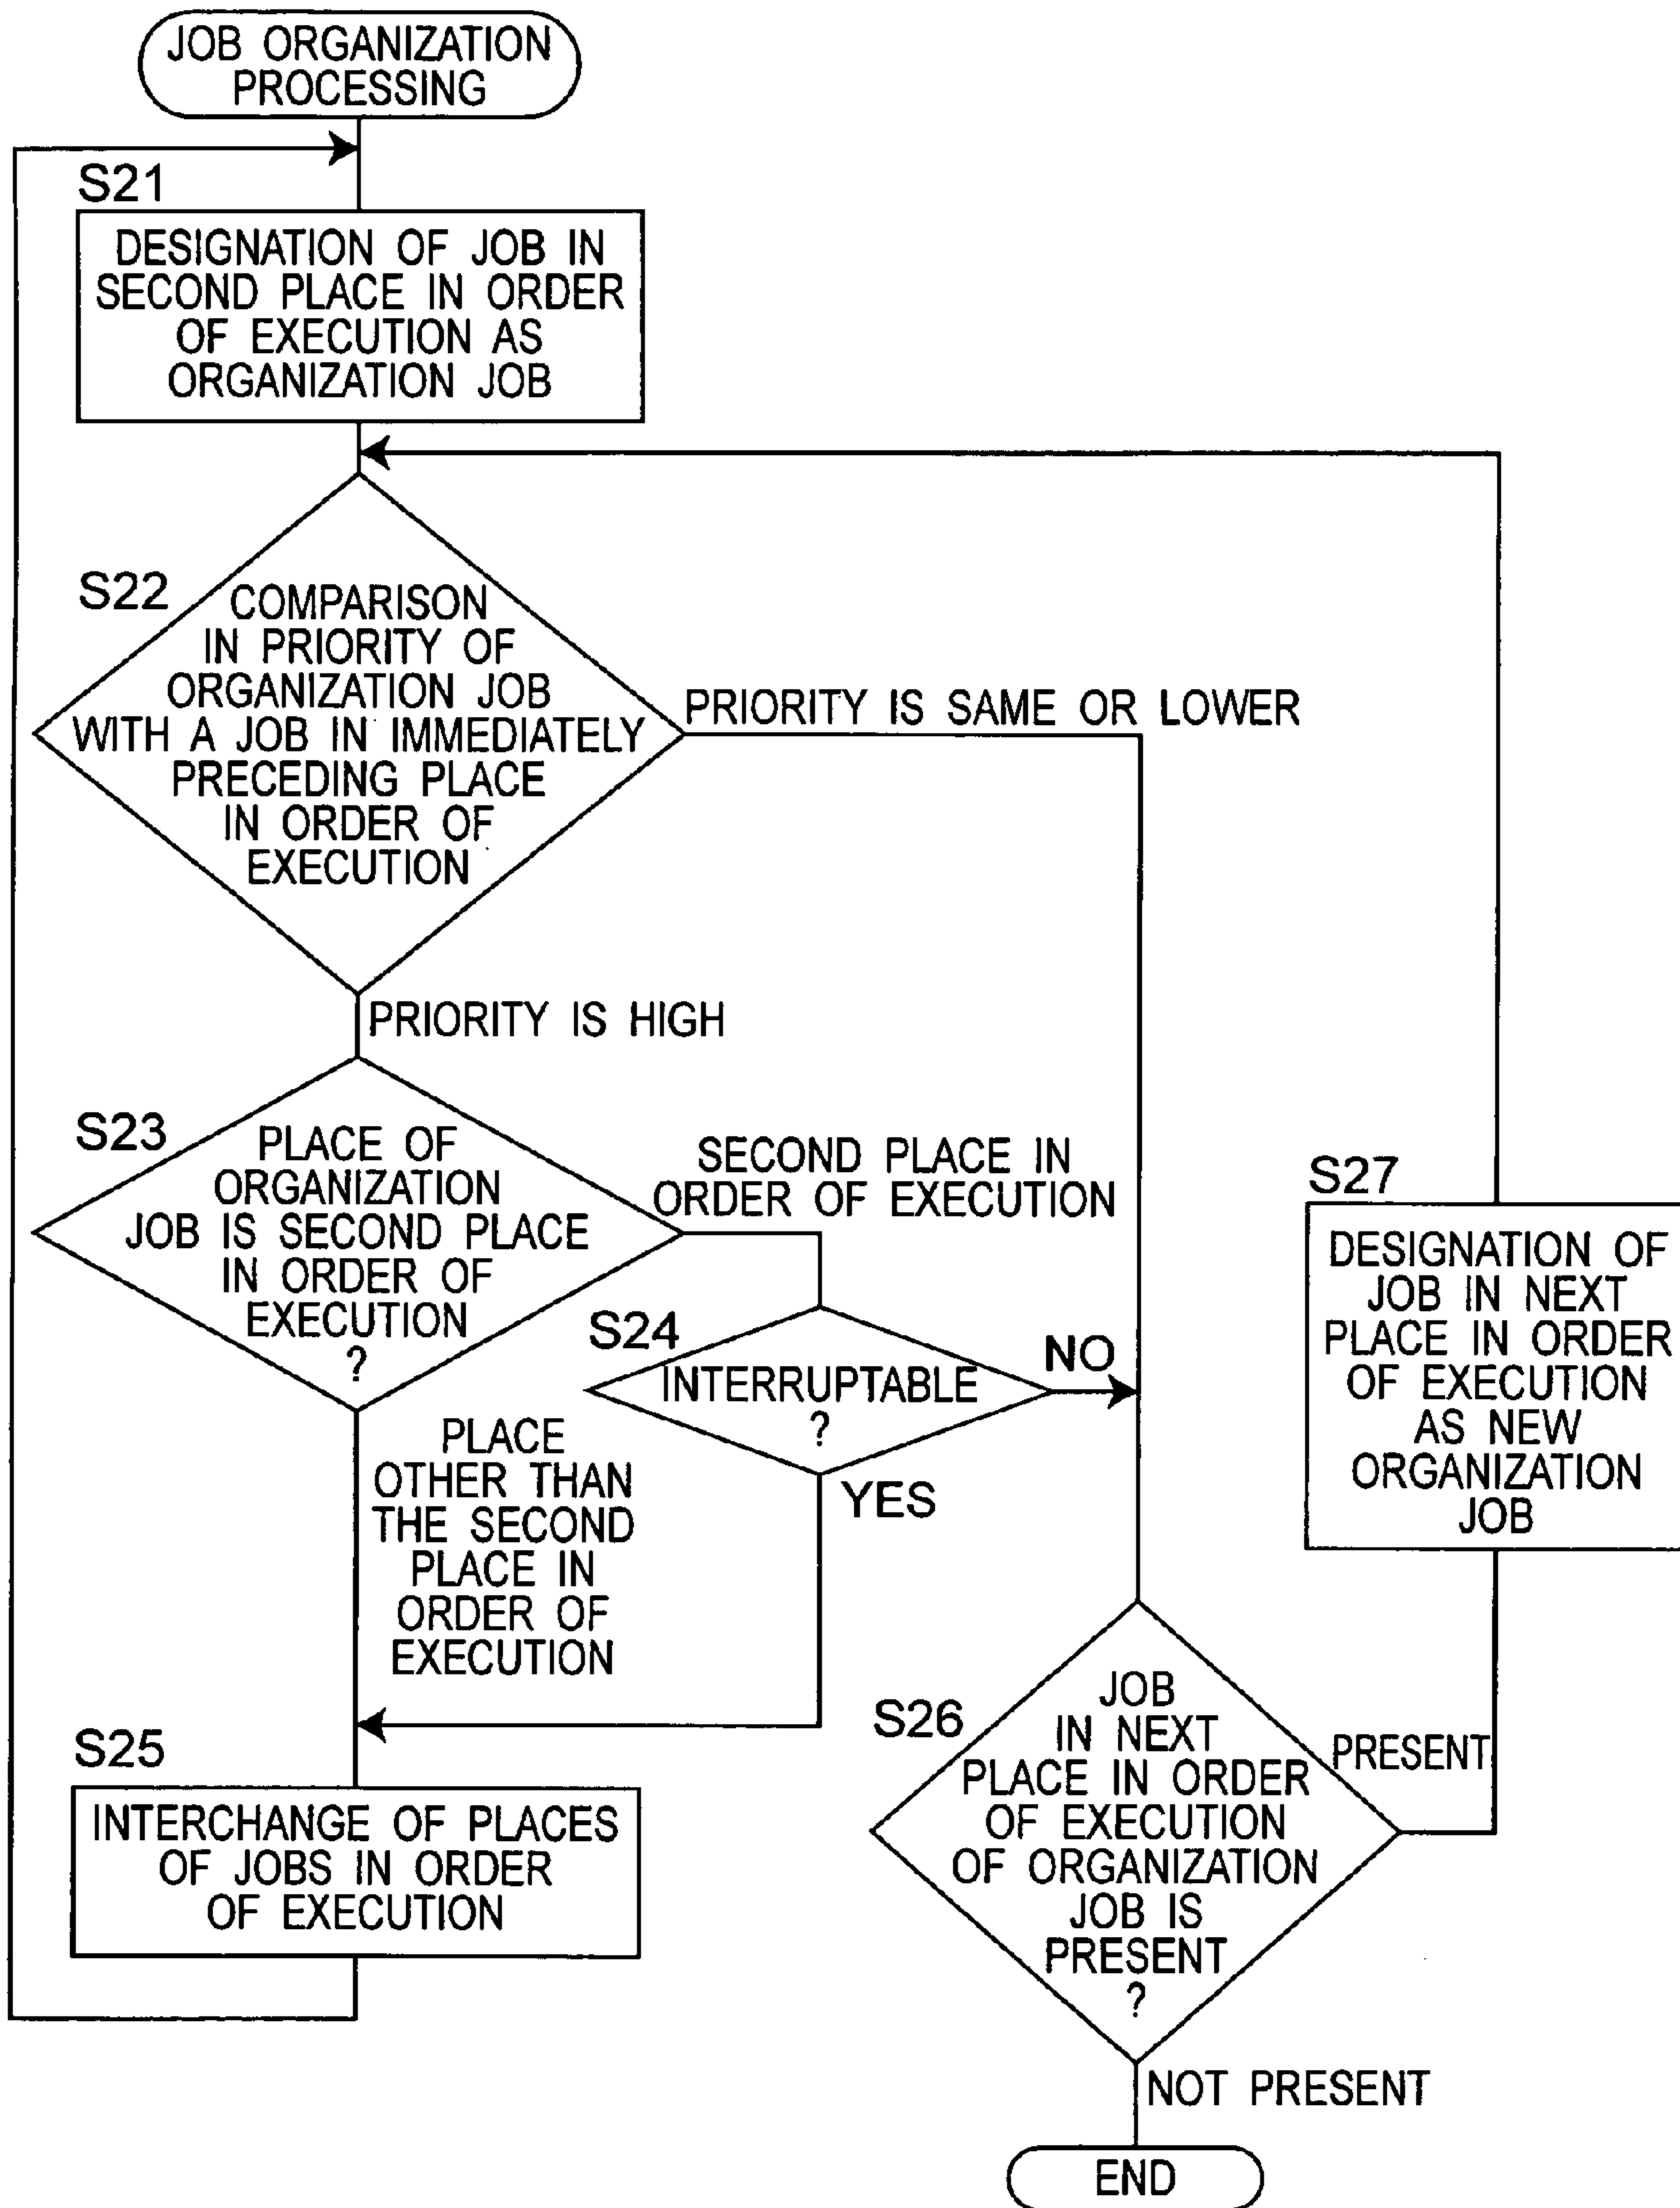 JOB ORGANIZATION
PROCESSING
S21
DESIGNATION OF JOB IN
SECOND PLACE IN ORDER
OF EXECUTION AS
ORGANIZATION JOB
S22
COMPARISON
IN PRIORITY OF
ORGANIZATION JOB
WITH A JOB IN IMMEDIATELY
PRECEDING PLACE
IN ORDER OF
EXECUTION
PRIORITY IS SAME OR LOWER
PRIORITY IS HIGH
S23
PLACE OF
ORGANIZATION
JOB IS SECOND PLACE
IN ORDER OF
EXECUTION
?
SECOND PLACE IN
ORDER OF EXECUTION
S24
INTERRUPTABLE
?
NO
YES
PLACE
OTHER THAN
THE SECOND
PLACE IN
ORDER OF
EXECUTION
S25
INTERCHANGE OF PLACES
OF JOBS IN ORDER
OF EXECUTION
S26
JOB
IN NEXT
PLACE IN ORDER
OF EXECUTION
OF ORGANIZATION
JOB IS
PRESENT
?
PRESENT
S27
DESIGNATION OF
JOB IN NEXT
PLACE IN ORDER
OF EXECUTION
AS NEW
ORGANIZATION
JOB
NOT PRESENT
END